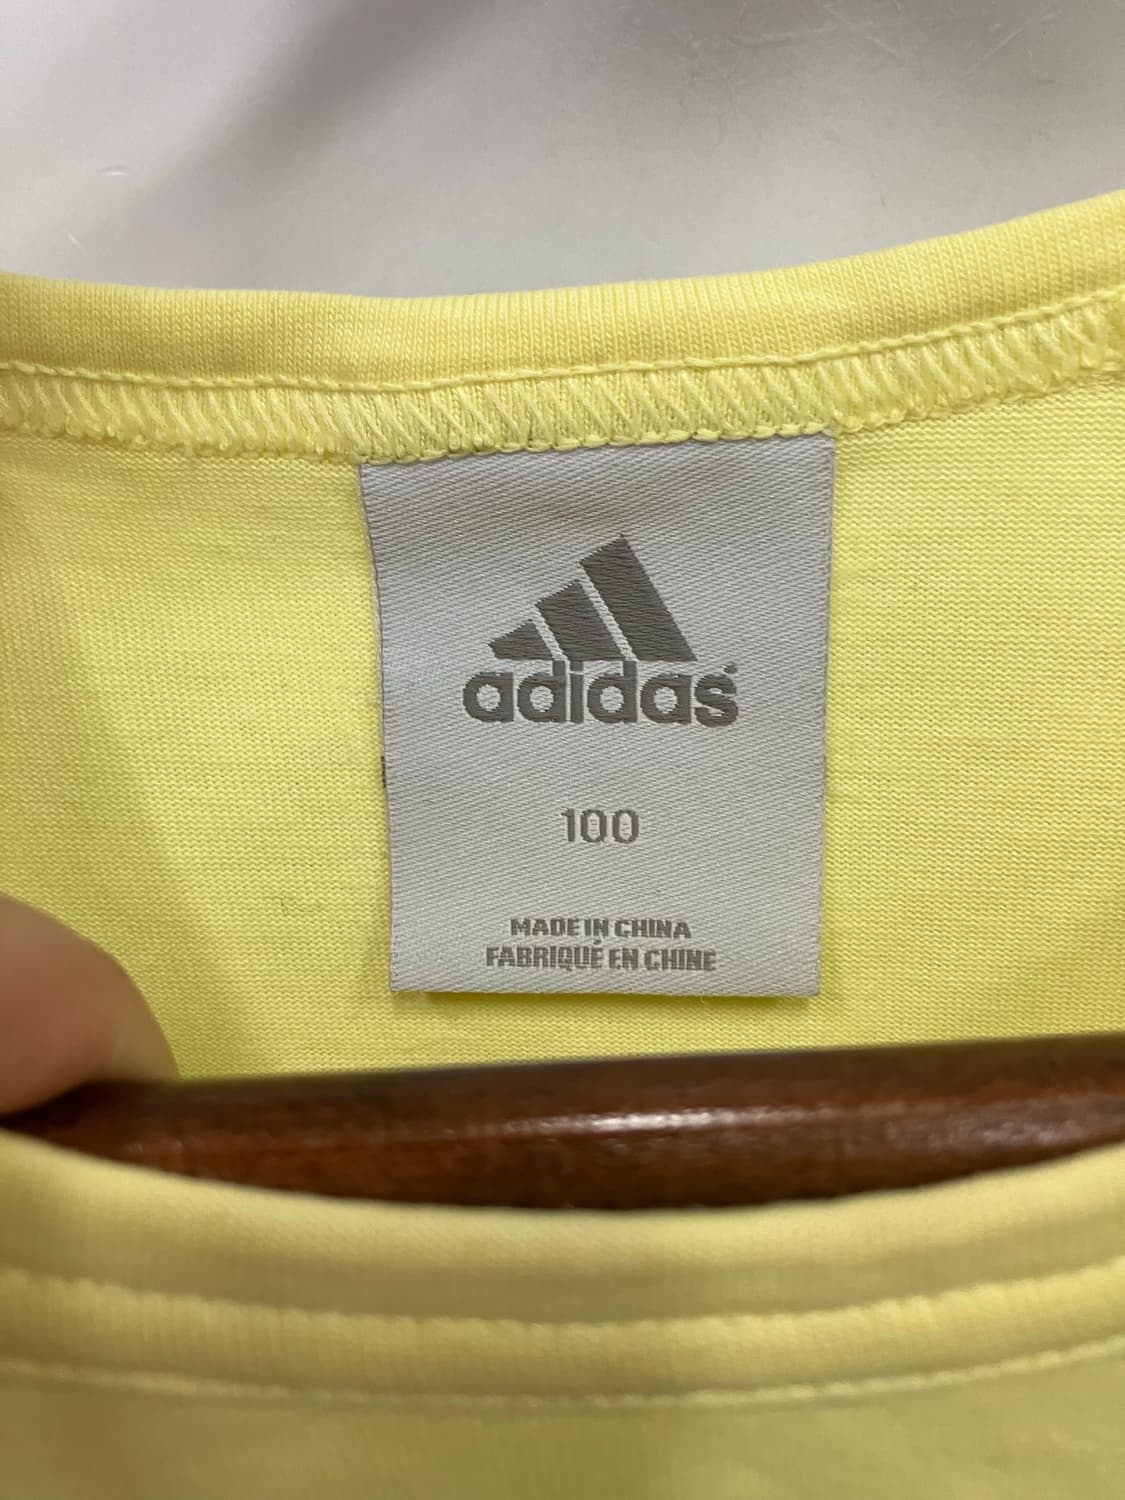 adidas
100
MADE IN CHINA
FABRIQUÉ EN CHINE